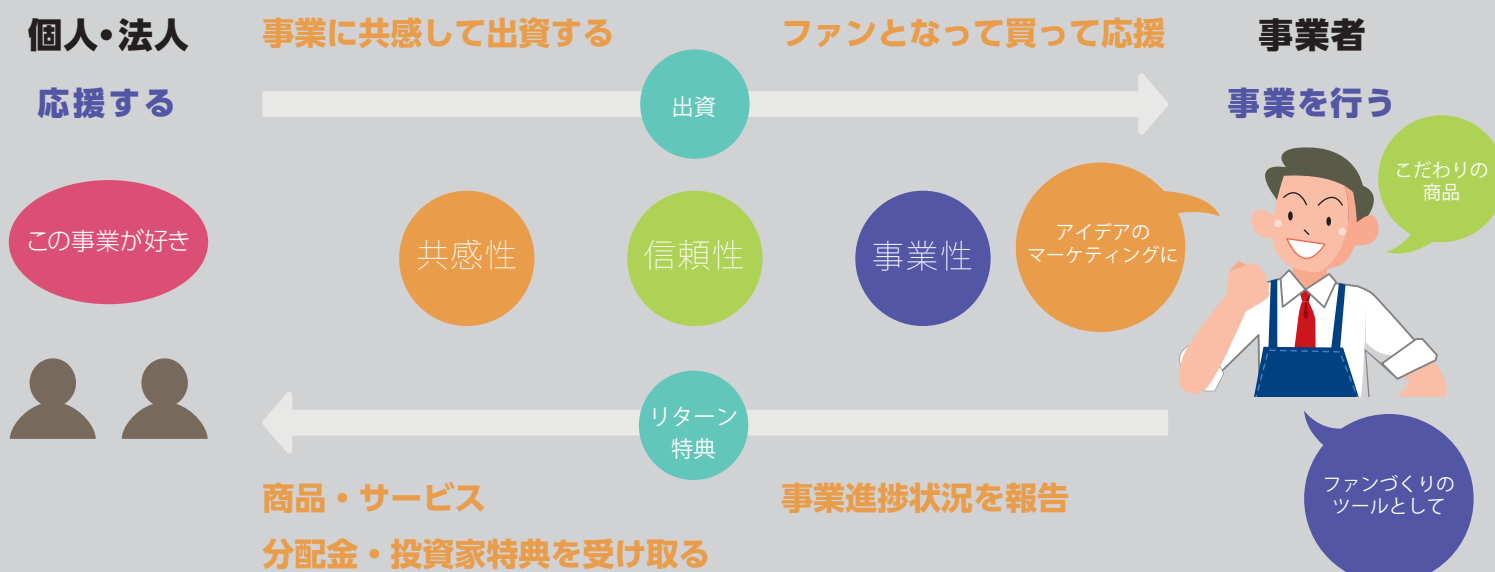 個人・法人
応援する
事業に共感して出資する
ファンとなって買って応援
事業者
事業を行う
出資
この事業が好き
共感性
信頼性
事業性
アイデアの
マーケティングに
こだわりの
商品
リターン
特典
商品・サービス
分配金・投資家特典を受け取る
事業進捗状況を報告
ファンづくりの
ツールとして